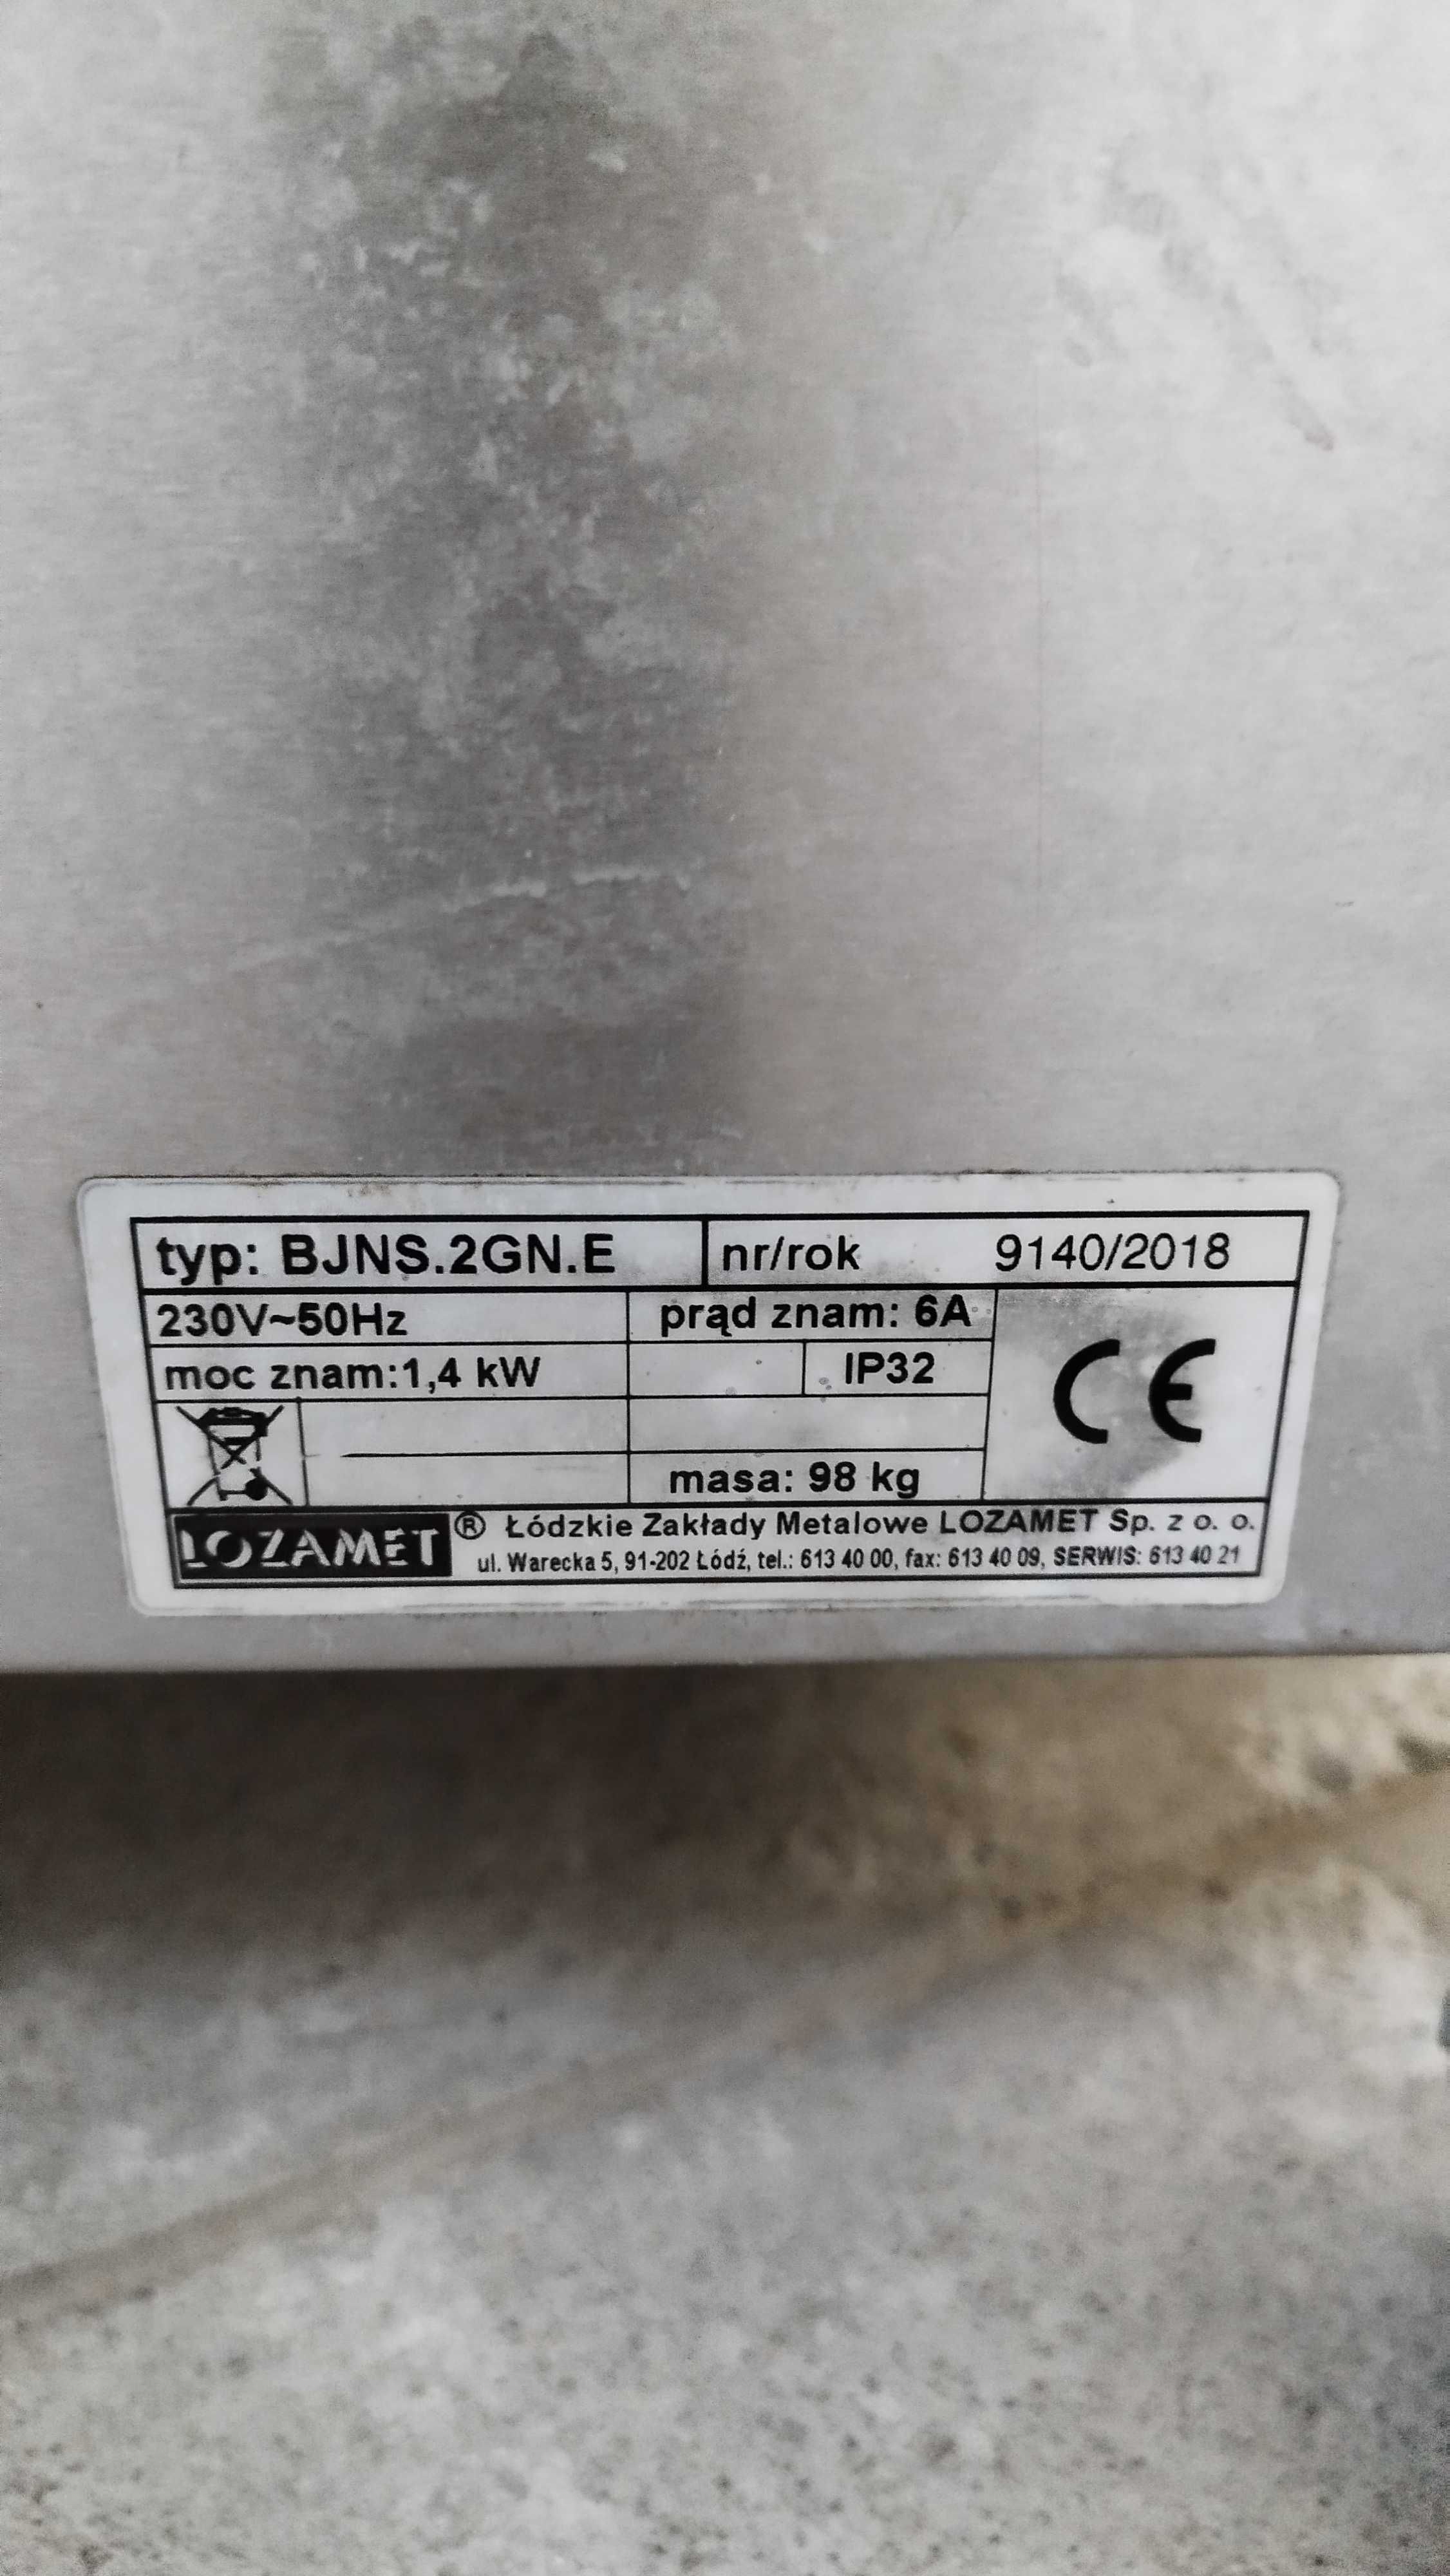 typ: BJNS.2GN.E nr/rok 9140/2018
230V~50Hz prąd znam: 6A
moc znam:1,4 kW IP32
CE
masa: 98 kg
LOZAMET ® Łódzkie Zakłady Metalowe LOZAMET Sp. z o. o.
ul. Warecka 5, 91-202 Łódź, tel.: 613 40 00, fax: 613 40 09, SERWIS: 613 40 21